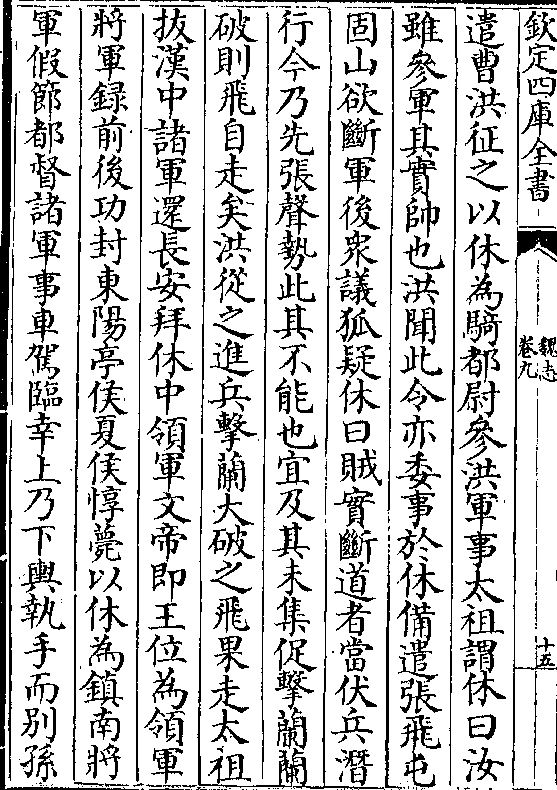 欽定四庫全書
魏志
卷九
十五
遣曹洪征之以休為騎都尉參洪軍事太祖謂休曰汝
雖參軍其實帥也洪聞此令亦委事於休備遣張飛屯
固山欲斷軍後衆議狐疑休曰賊實斷道者當伏兵潛
行今乃先張聲勢此其不能也宜及其未集促擊蘭蘭
破則飛自走矣洪從之進兵擊蘭大破之飛果走太祖
拔漢中諸軍還長安拜休中領軍文帝即王位為領軍
將軍録前後功封東陽亭侯夏侯惇薨以休為鎮南將
軍假節都督諸軍事車駕臨幸上乃下輿執手而別孫